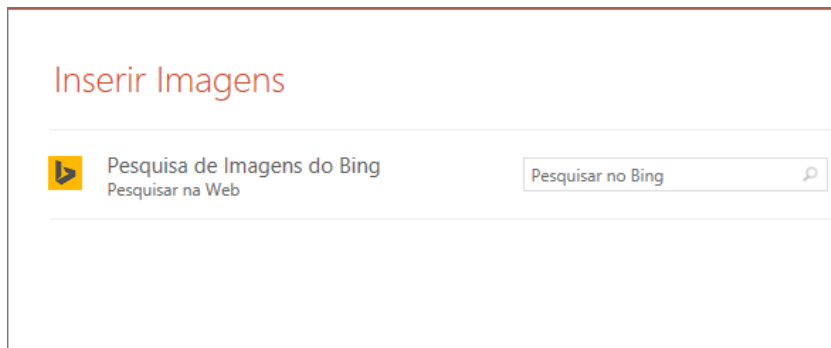 Inserir Imagens
Pesquisa de Imagens do Bing
Pesquisar no Bing
Pesquisar na Web